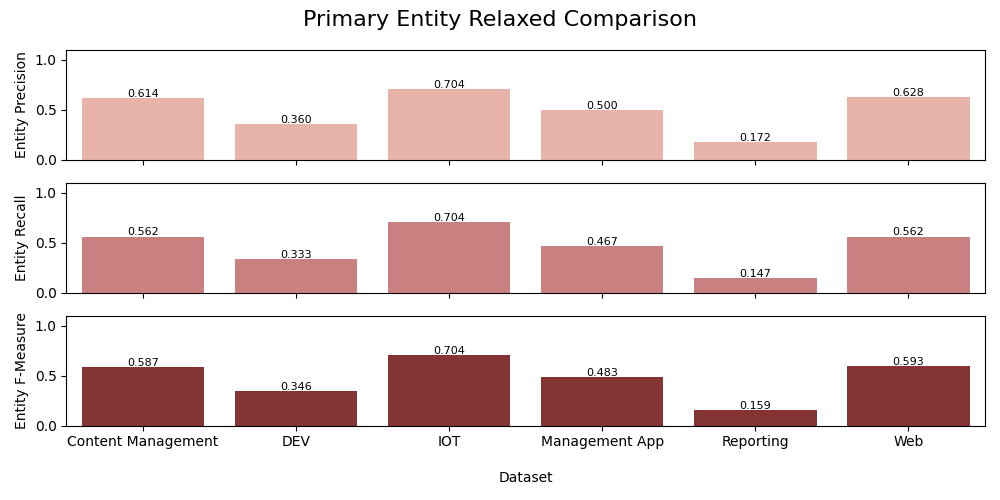 Primary Entity Relaxed Comparison
Entity Precision
1.0
0.5
0.0
0.614
0.360
0.704
0.500
0.172
0.628
Entity Recall
1.0
0.5
0.0
0.562
0.333
0.704
0.467
0.147
0.562
Entity F-Measure
1.0
0.5
0.0
0.587
0.346
0.704
0.483
0.159
0.593
Content Management
DEV
IOT
Management App
Reporting
Web
Dataset